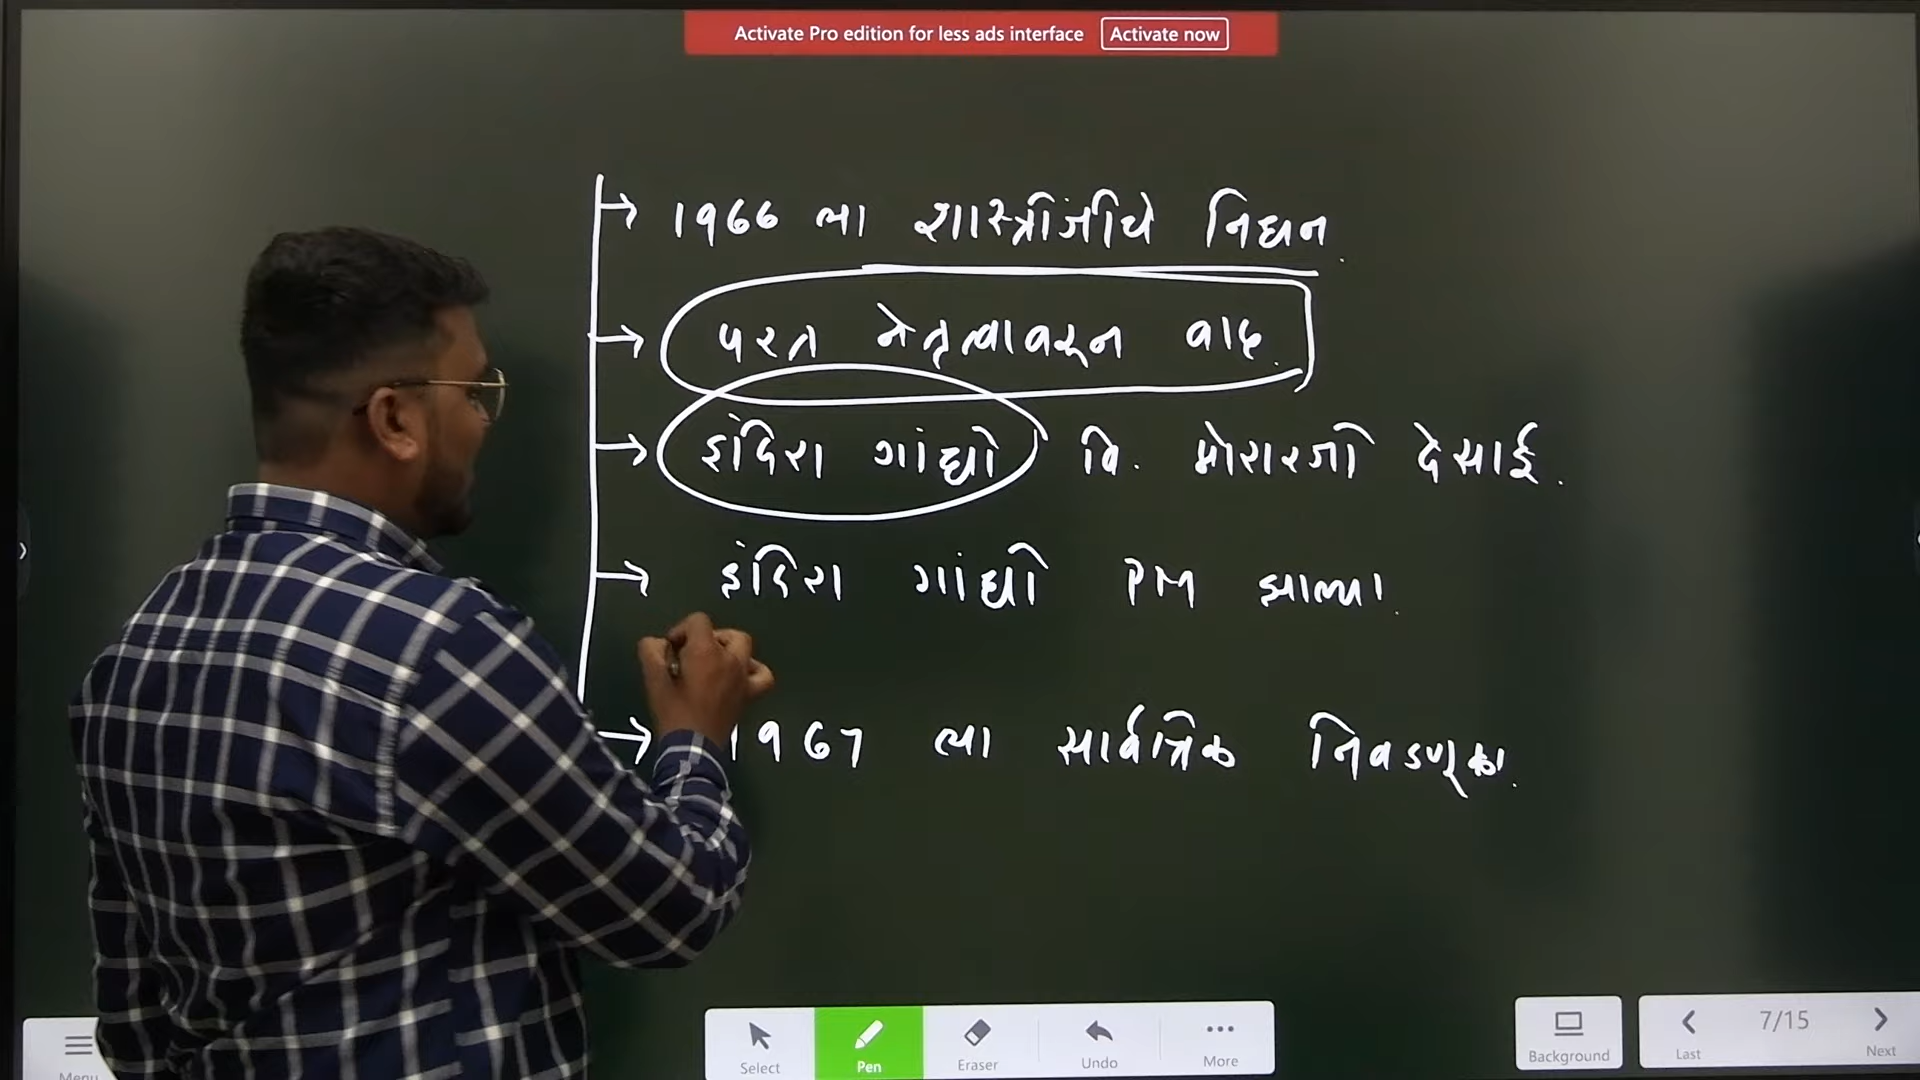 Activate Pro edition for less ads interface Activate now
→ 1966 ला शास्त्रीजींचे निधन.
→ परत नेतृत्वावरून वाद.
→ इंदिरा गांधी वि. मोरारजी देसाई.
→ इंदिरा गांधी PM झाल्या.
→ 1967 ला सार्वत्रिक निवडणूका.
Menu
Select Pen Eraser Undo More
Background
Last 7/15 Next